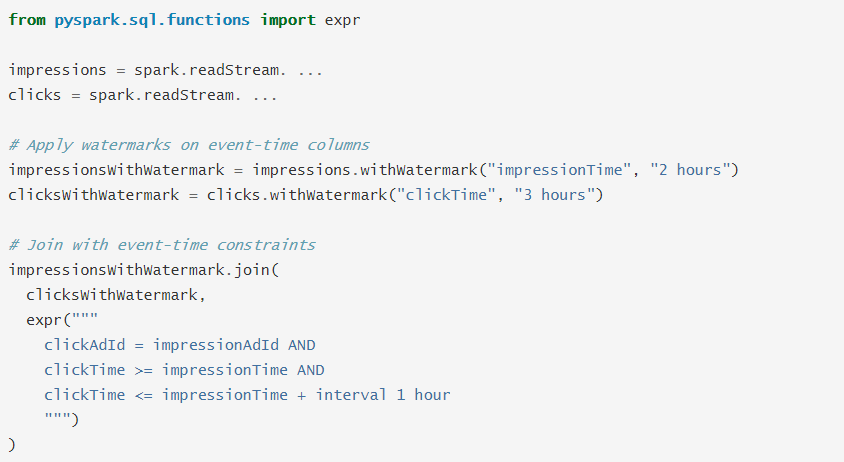 from pyspark.sql.functions import expr
impressions = spark.readStream. ...
clicks = spark.readStream. ...
# Apply watermarks on event-time columns
impressionsWithWatermark = impressions.withWatermark("impressionTime", "2 hours")
clicksWithWatermark = clicks.withWatermark("clickTime", "3 hours")
# Join with event-time constraints
impressionsWithWatermark.join(
  clicksWithWatermark,
  expr("""
    clickAdId = impressionAdId AND
    clickTime >= impressionTime AND
    clickTime <= impressionTime + interval 1 hour
    """)
)